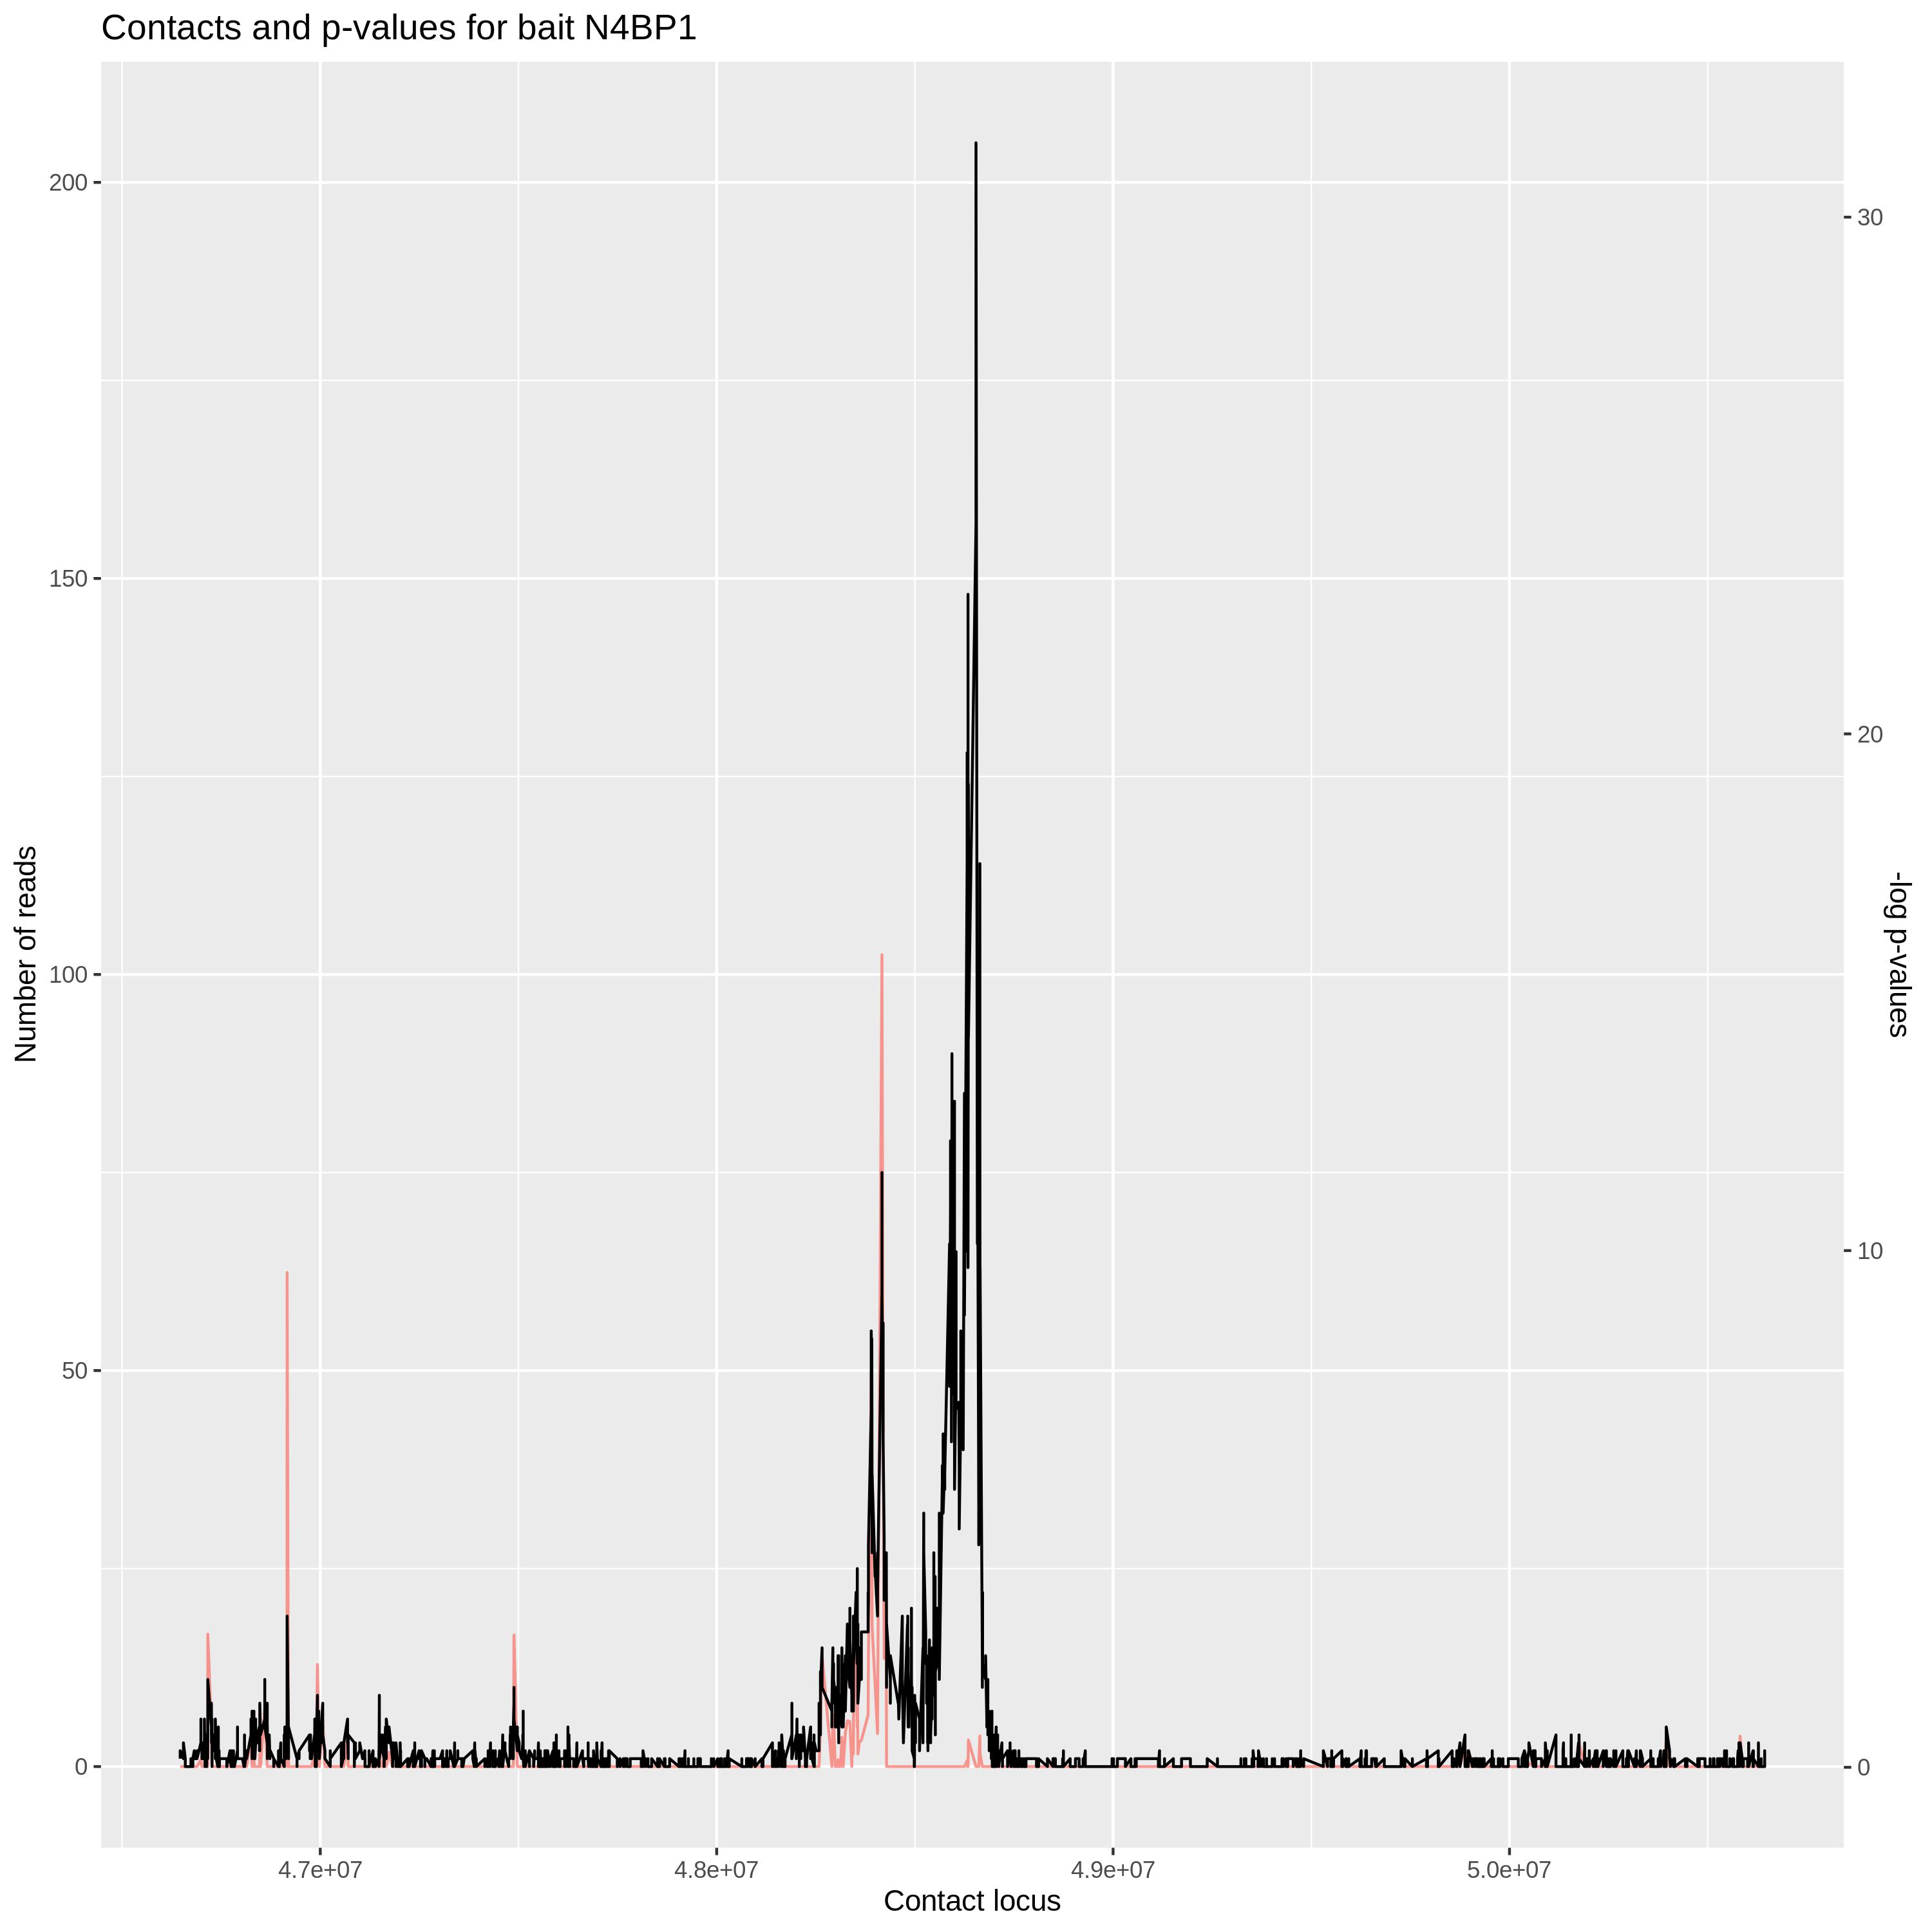 Contacts and p-values for bait N4BP1
200
150
100
50
0
Number of reads
30
20
10
0
-log p-values
4.7e+07
4.8e+07
4.9e+07
5.0e+07
Contact locus